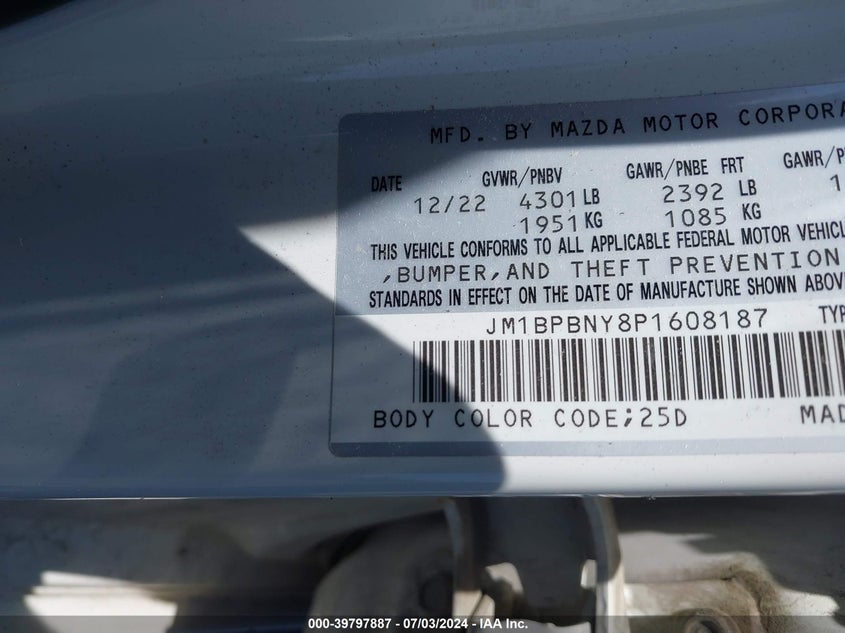 MFD. BY MAZDA MOTOR CORPORA
DATE GVWR/PNBV GAWR/PNBE FRT GAWR/P
12/22 4301 LB 2392 LB 1
1951 KG 1085 KG
THIS VEHICLE CONFORMS TO ALL APPLICABLE FEDERAL MOTOR VEHICL
,BUMPER,AND THEFT PREVENTION
STANDARDS IN EFFECT ON THE DATE OF MANUFACTURE SHOWN ABOV
JM1BPBNY8P1608187 TYP
BODY COLOR CODE;25D MAD
000-39797887 - 07/03/2024 - IAA Inc.